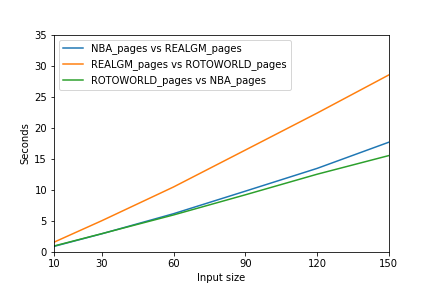 35
30
25
20
15
10
5
0
Seconds
NBA_pages vs REALGM_pages
REALGM_pages vs ROTOWORLD_pages
ROTOWORLD_pages vs NBA_pages
10 30 60 90 120 150
Input size